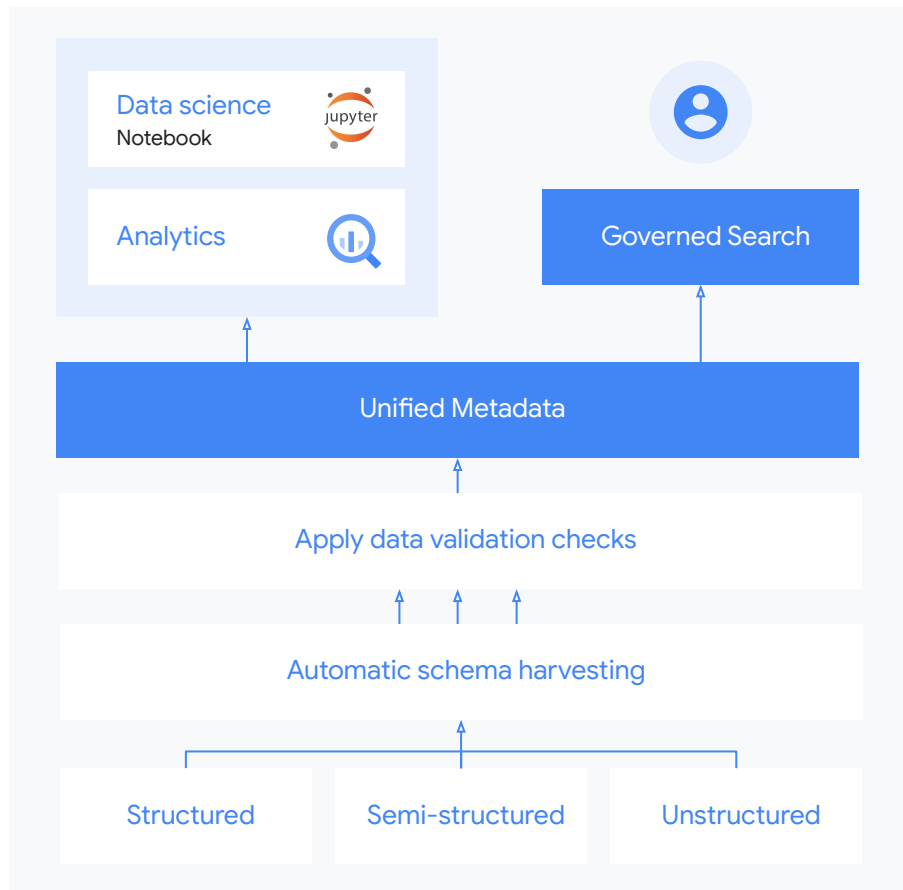 Data science
Notebook
jupyter
Analytics
Governed Search
Unified Metadata
Apply data validation checks
Automatic schema harvesting
Structured
Semi-structured
Unstructured